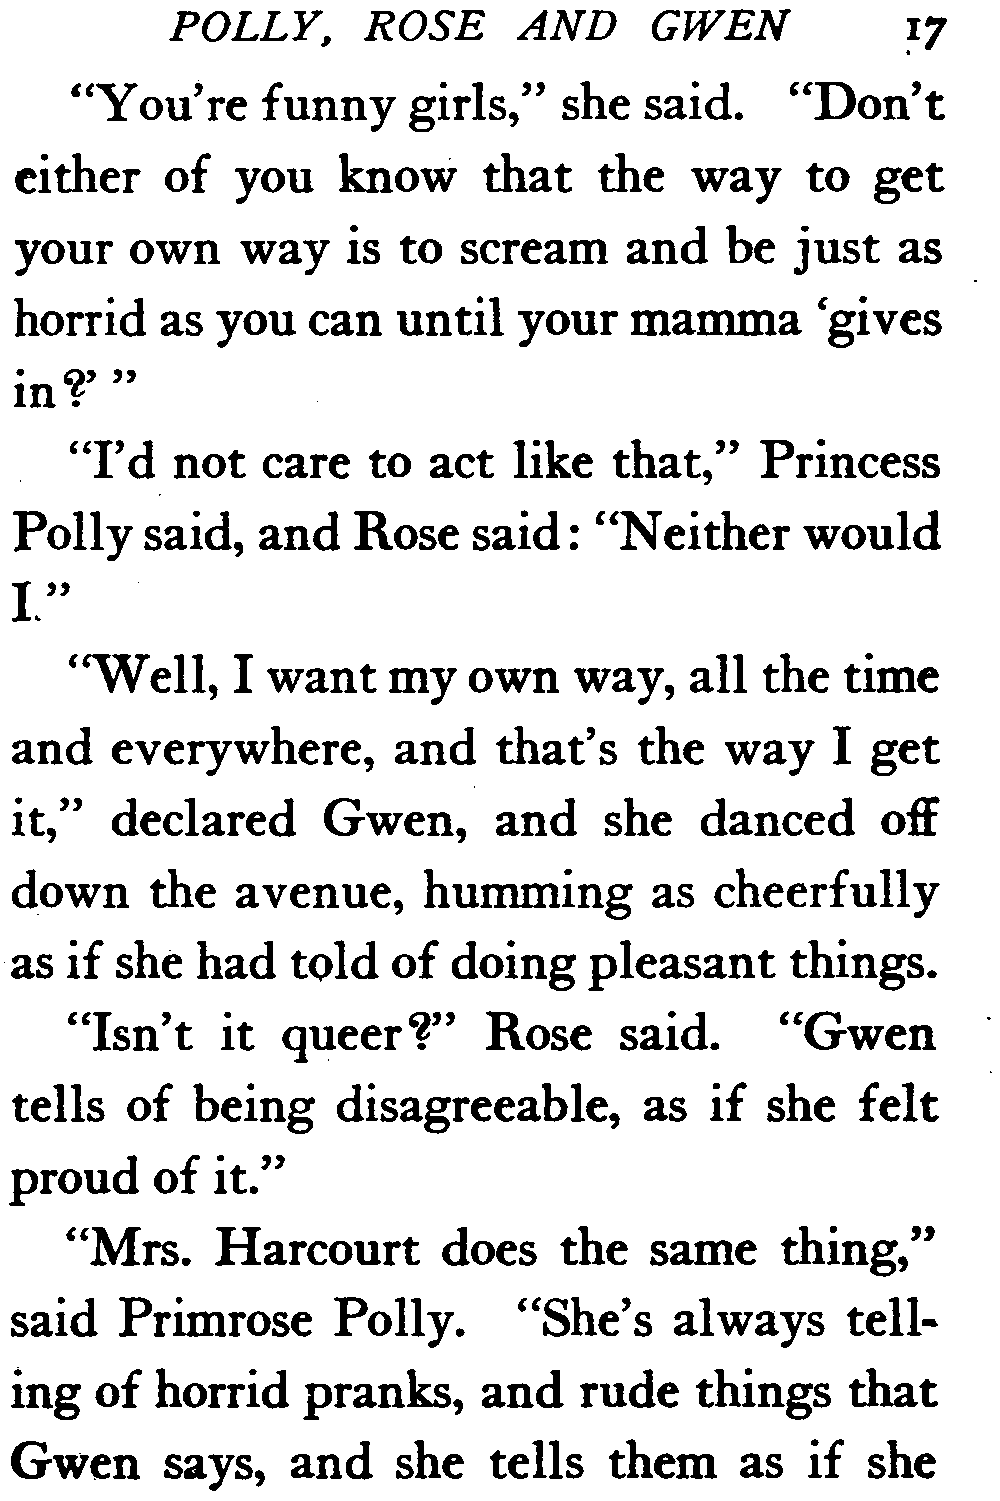 POLLY, ROSE AND GWEN 17
"You're funny girls," she said. "Don't
either of you know that the way to get
your own way is to scream and be just as
horrid as you can until your mamma 'gives
in?' "
"I'd not care to act like that," Princess
Polly said, and Rose said: "Neither would
I."
"Well, I want my own way, all the time
and everywhere, and that's the way I get
it," declared Gwen, and she danced off
down the avenue, humming as cheerfully
as if she had told of doing pleasant things.
"Isn't it queer?" Rose said. "Gwen
tells of being disagreeable, as if she felt
proud of it."
"Mrs. Harcourt does the same thing,"
said Primrose Polly. "She's always tell-
ing of horrid pranks, and rude things that
Gwen says, and she tells them as if she